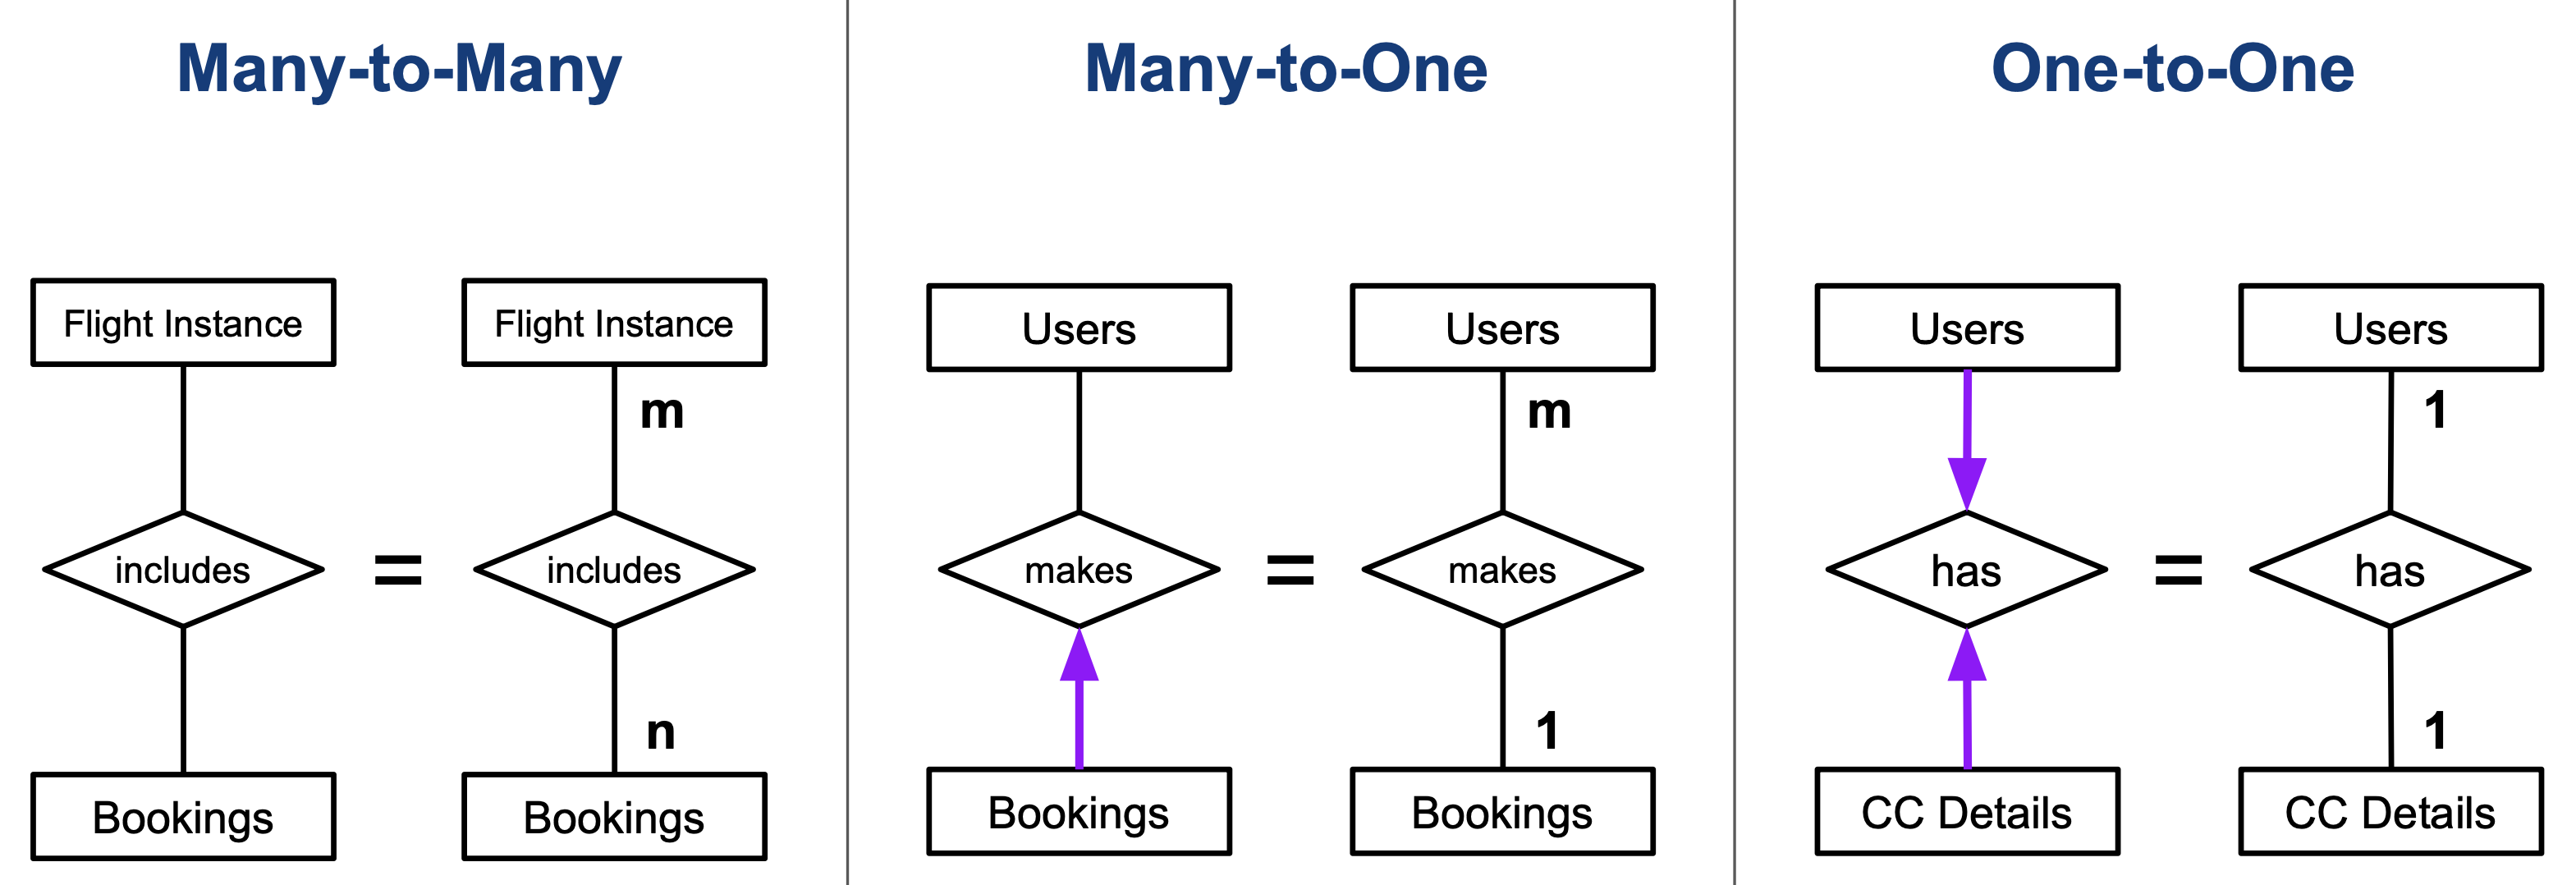 Many-to-Many
Flight Instance
includes
Bookings
=
Flight Instance
m
includes
n
Bookings
Many-to-One
Users
makes
Bookings
=
Users
m
makes
1
Bookings
One-to-One
Users
has
CC Details
=
Users
1
has
1
CC Details